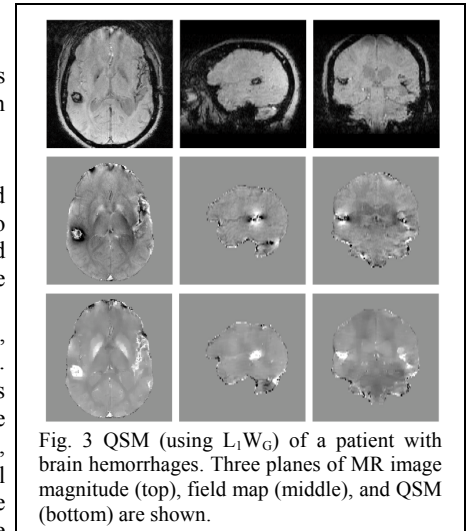 Fig. 3 QSM (using L₁W_G) of a patient with
brain hemorrhages. Three planes of MR image
magnitude (top), field map (middle), and QSM
(bottom) are shown.